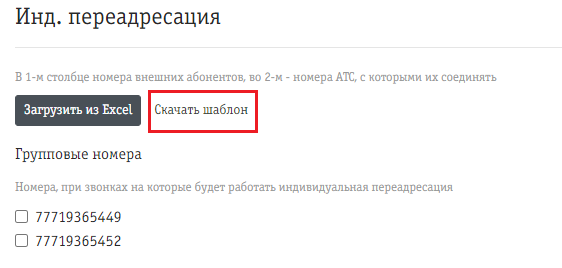 Инд. переадресация
В 1-м столбце номера внешних абонентов, во 2-м - номера АТС, с которыми их соединять
Загрузить из Excel Скачать шаблон
Групповые номера
Номера, при звонках на которые будет работать индивидуальная переадресация
77719365449
77719365452